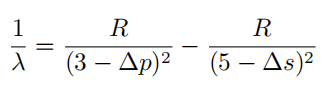 1/λ = R/(3 − Δp)² − R/(5 − Δs)²